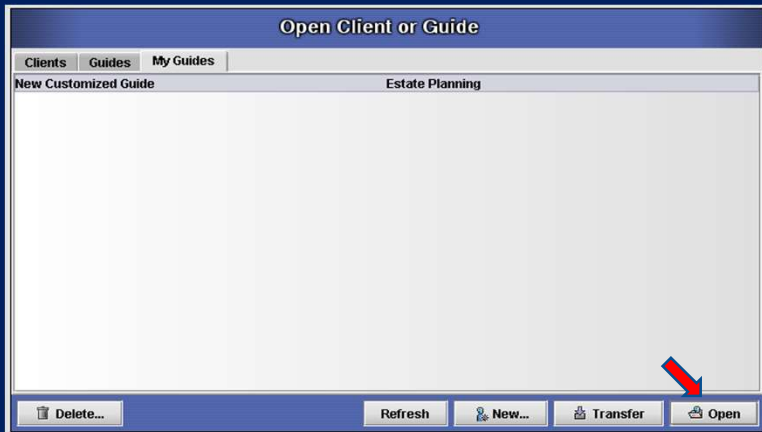 Open Client or Guide
Clients Guides My Guides
New Customized Guide Estate Planning
Delete... Refresh New... Transfer Open